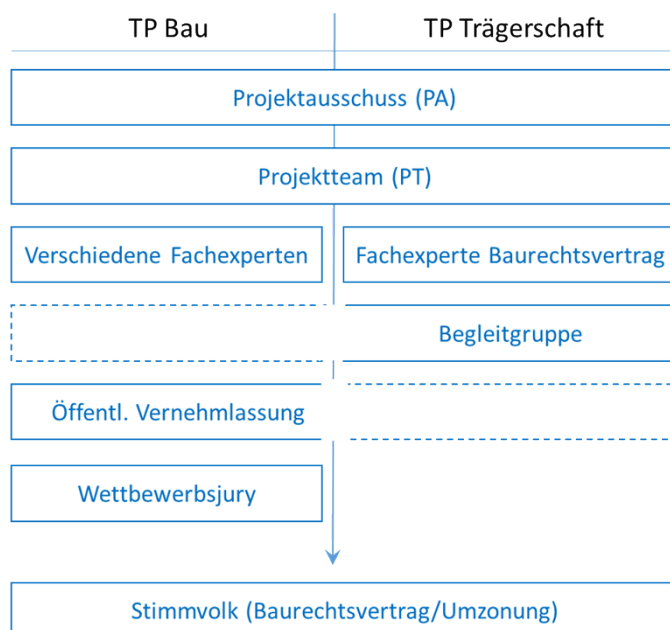 TP Bau
TP Trägerschaft
Projektausschuss (PA)
Projektteam (PT)
Verschiedene Fachexperten
Fachexperte Baurechtsvertrag
Begleitgruppe
Öffentl. Vernehmlassung
Wettbewerbsjury
Stimmvolk (Baurechtsvertrag/Umzonung)